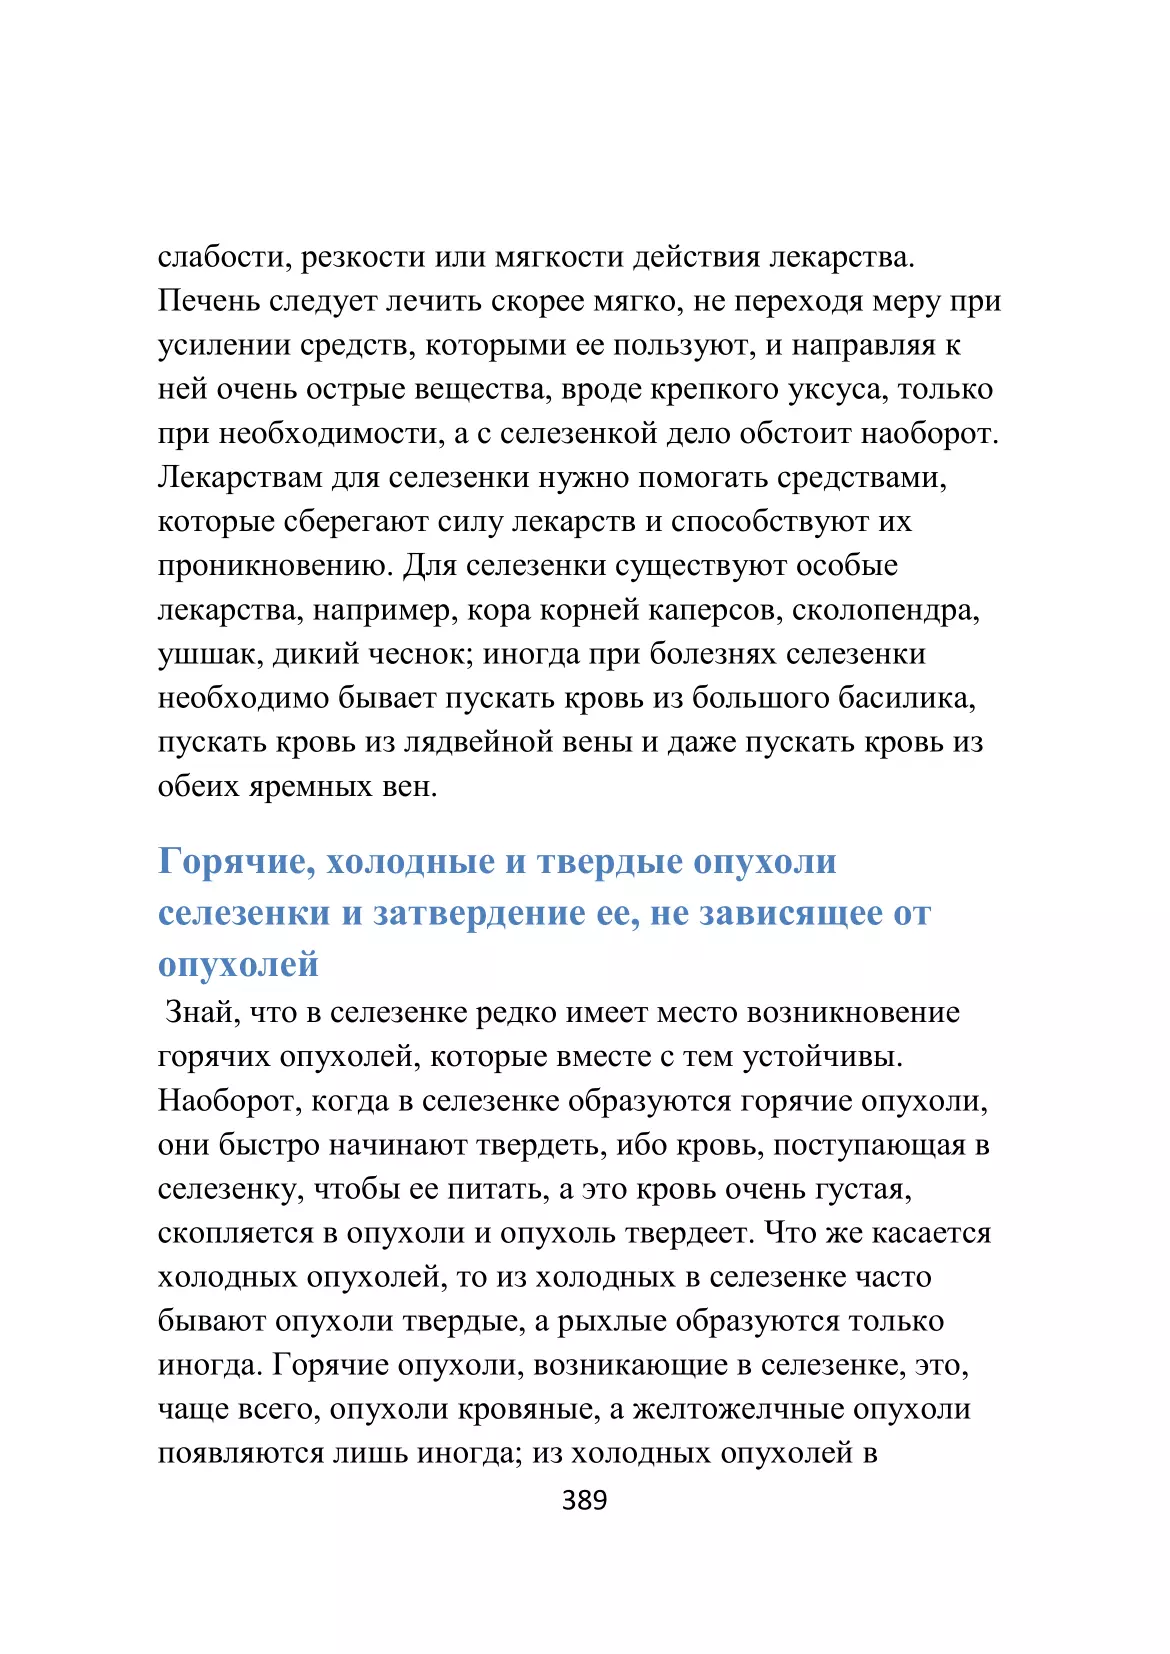 слабости, резкости или мягкости действия лекарства.
Печень следует лечить скорее мягко, не переходя меру при
усилении средств, которыми ее пользуют, и направляя к
ней очень острые вещества, вроде крепкого уксуса, только
при необходимости, а с селезенкой дело обстоит наоборот.
Лекарствам для селезенки нужно помогать средствами,
которые сберегают силу лекарств и способствуют их
проникновению. Для селезенки существуют особые
лекарства, например, кора корней каперсов, сколопендра,
ушшак, дикий чеснок; иногда при болезнях селезенки
необходимо бывает пускать кровь из большого басилика,
пускать кровь из лядвейной вены и даже пускать кровь из
обеих яремных вен.
Горячие, холодные и твердые опухоли
селезенки и затвердение ее, не зависящее от
опухолей
Знай, что в селезенке редко имеет место возникновение
горячих опухолей, которые вместе с тем устойчивы.
Наоборот, когда в селезенке образуются горячие опухоли,
они быстро начинают твердеть, ибо кровь, поступающая в
селезенку, чтобы ее питать, а это кровь очень густая,
скопляется в опухоли и опухоль твердеет. Что же касается
холодных опухолей, то из холодных в селезенке часто
бывают опухоли твердые, а рыхлые образуются только
иногда. Горячие опухоли, возникающие в селезенке, это,
чаще всего, опухоли кровяные, а желтожелчные опухоли
появляются лишь иногда; из холодных опухолей в
389